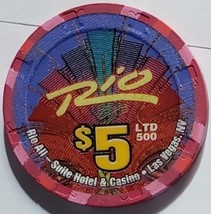 Rio
$5
LTD
500
Rio All – Suite Hotel & Casino • Las Vegas, NV